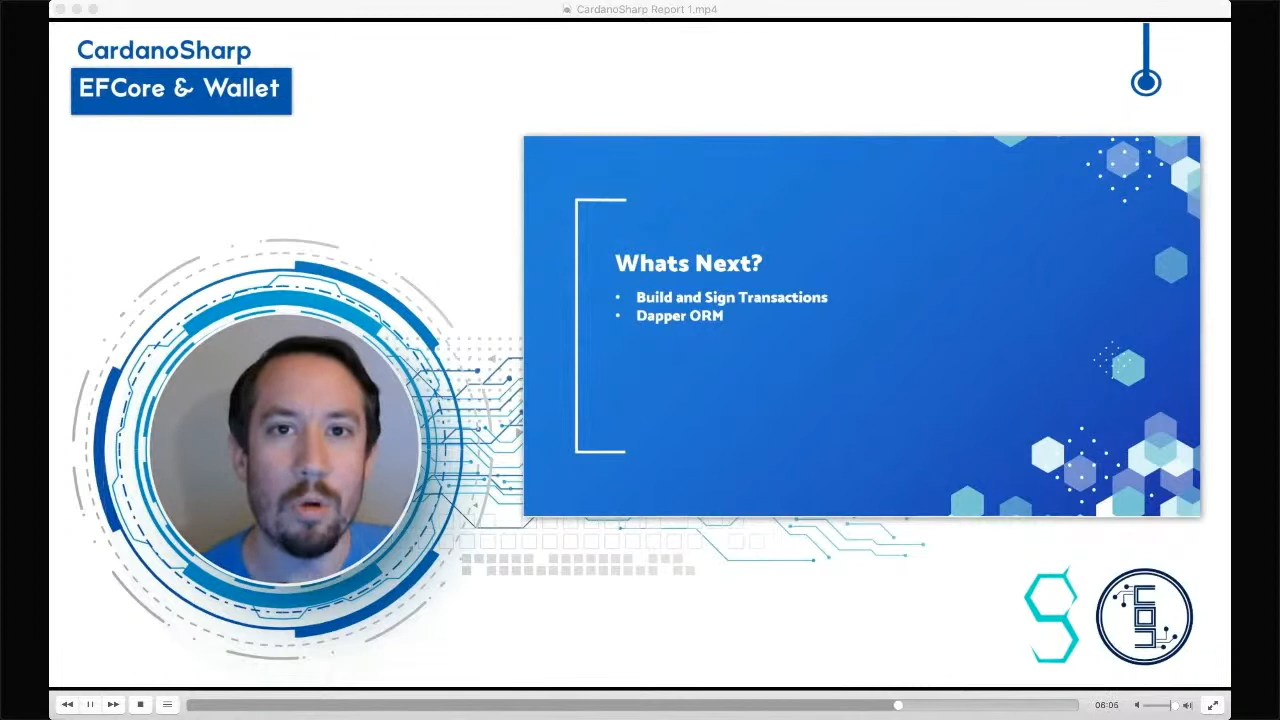 CardanoSharp Report 1.mp4
CardanoSharp
EFCore & Wallet
Whats Next?
• Build and Sign Transactions
• Dapper ORM
06:06